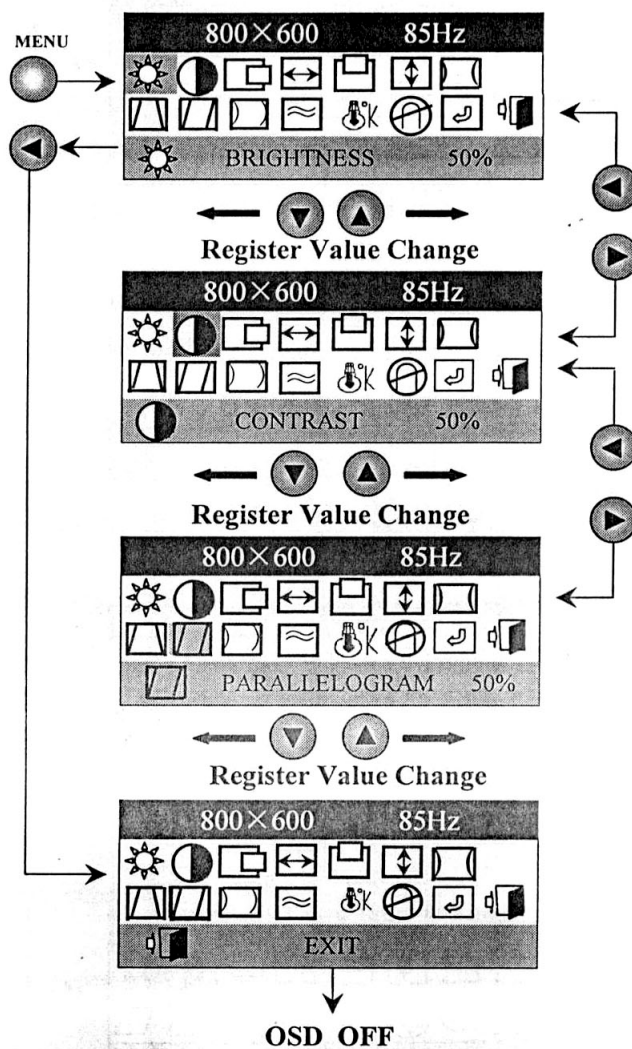 800×600 85Hz
MENU
°K
BRIGHTNESS 50%
Register Value Change
800×600 85Hz
°K
CONTRAST 50%
Register Value Change
800×600 85Hz
°K
PARALLELOGRAM 50%
Register Value Change
800×600 85Hz
°K
EXIT
OSD OFF